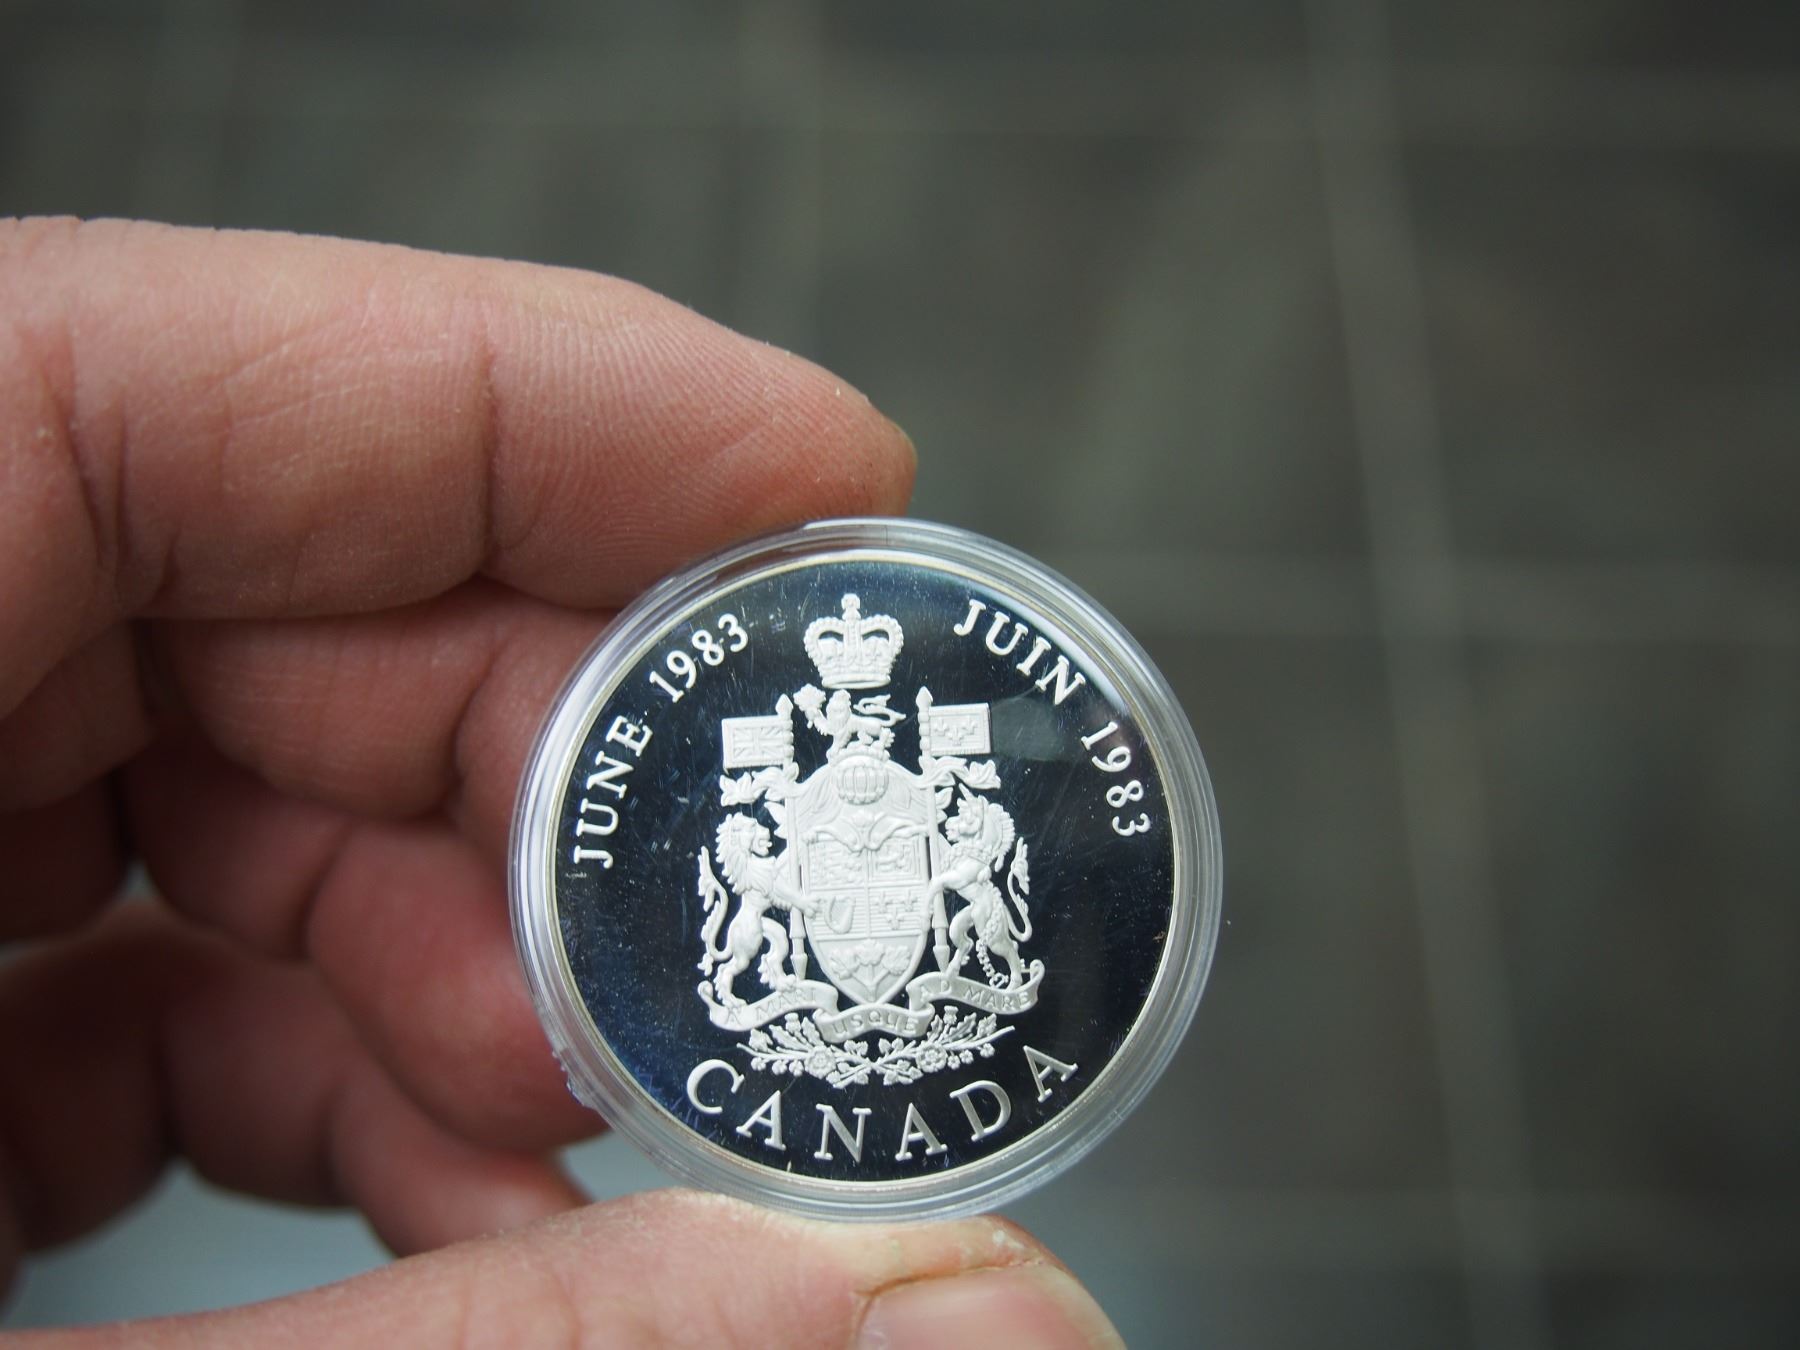 JUNE 1983
JUIN 1983
A MARI
USQUE
AD MARE
CANADA